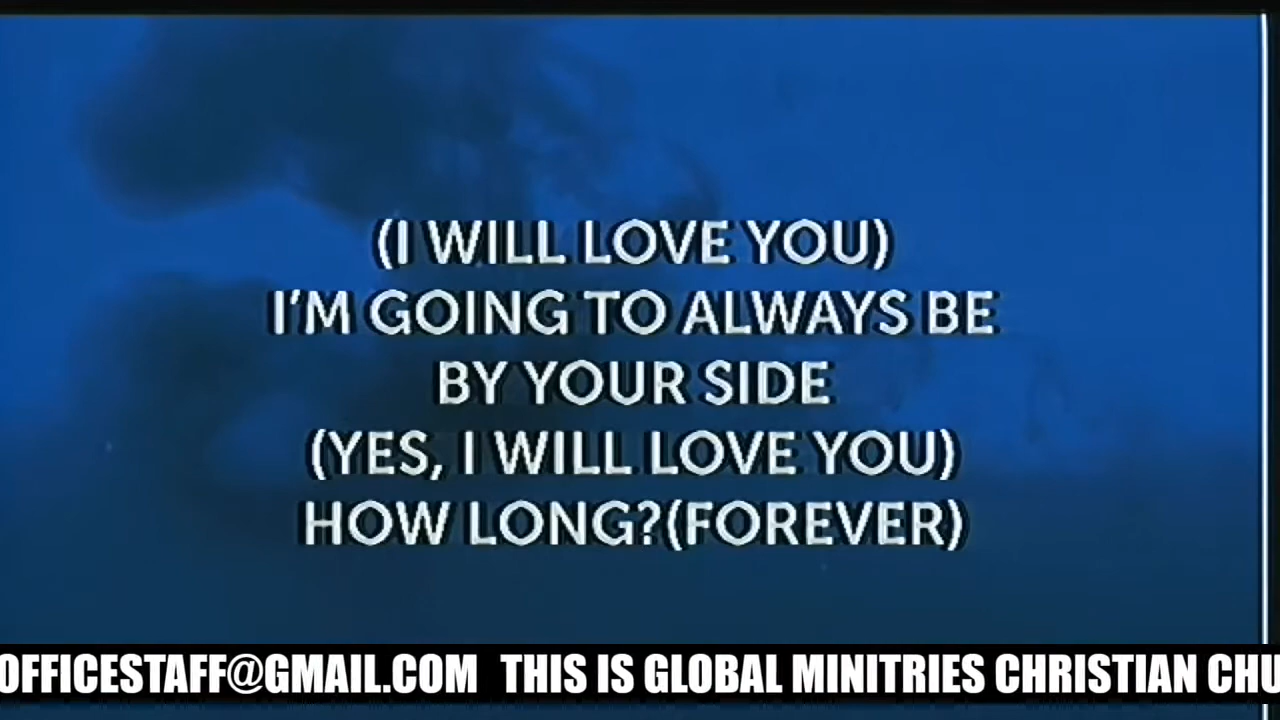 (I WILL LOVE YOU)
I'M GOING TO ALWAYS BE
BY YOUR SIDE
(YES, I WILL LOVE YOU)
HOW LONG?(FOREVER)
OFFICESTAFF@GMAIL.COM THIS IS GLOBAL MINITRIES CHRISTIAN